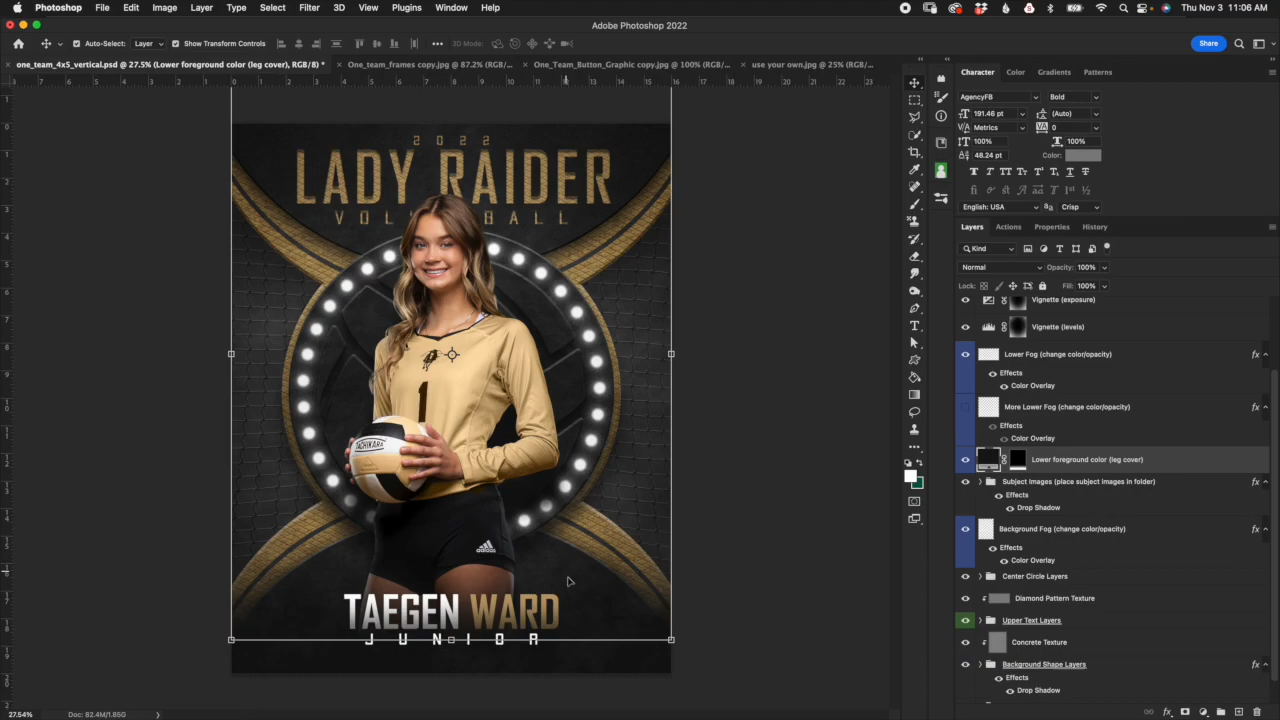 Photoshop File Edit Image Layer Type Select Filter 3D View Plugins Window Help Thu Nov 3 11:06 AM
Adobe Photoshop 2022
Auto-Select: Layer Show Transform Controls 3D Mode: Share
one_team_4x5_vertical.psd @ 27.5% (Lower foreground color (leg cover), RGB/8) * One_team_frames copy.jpg @ 87.2% (RGB/... One_Team_Button_Graphic copy.jpg @ 100% (RGB/... use your own.jpg @ 25% (RGB/...
Character Color Gradients Patterns
AgencyFB Bold
191.46 pt (Auto)
Metrics 0
100% 100%
48.24 pt Color:
English: USA Crisp
Layers Actions Properties History
Kind
Normal Opacity: 100%
Lock: Fill: 100%
Vignette (exposure)
Vignette (levels)
Lower Fog (change color/opacity)
Effects
Color Overlay
More Lower Fog (change color/opacity)
Effects
Color Overlay
Lower foreground color (leg cover)
Subject Images (place subject images in folder)
Effects
Drop Shadow
Background Fog (change color/opacity)
Effects
Color Overlay
Center Circle Layers
Diamond Pattern Texture
Upper Text Layers
Concrete Texture
Background Shape Layers
Effects
Drop Shadow
2022
LADY RAIDER
VOLLEYBALL
1
TACHIKARA
adidas
TAEGEN WARD
JUNIOR
27.54% Doc: 82.4M/1.85G